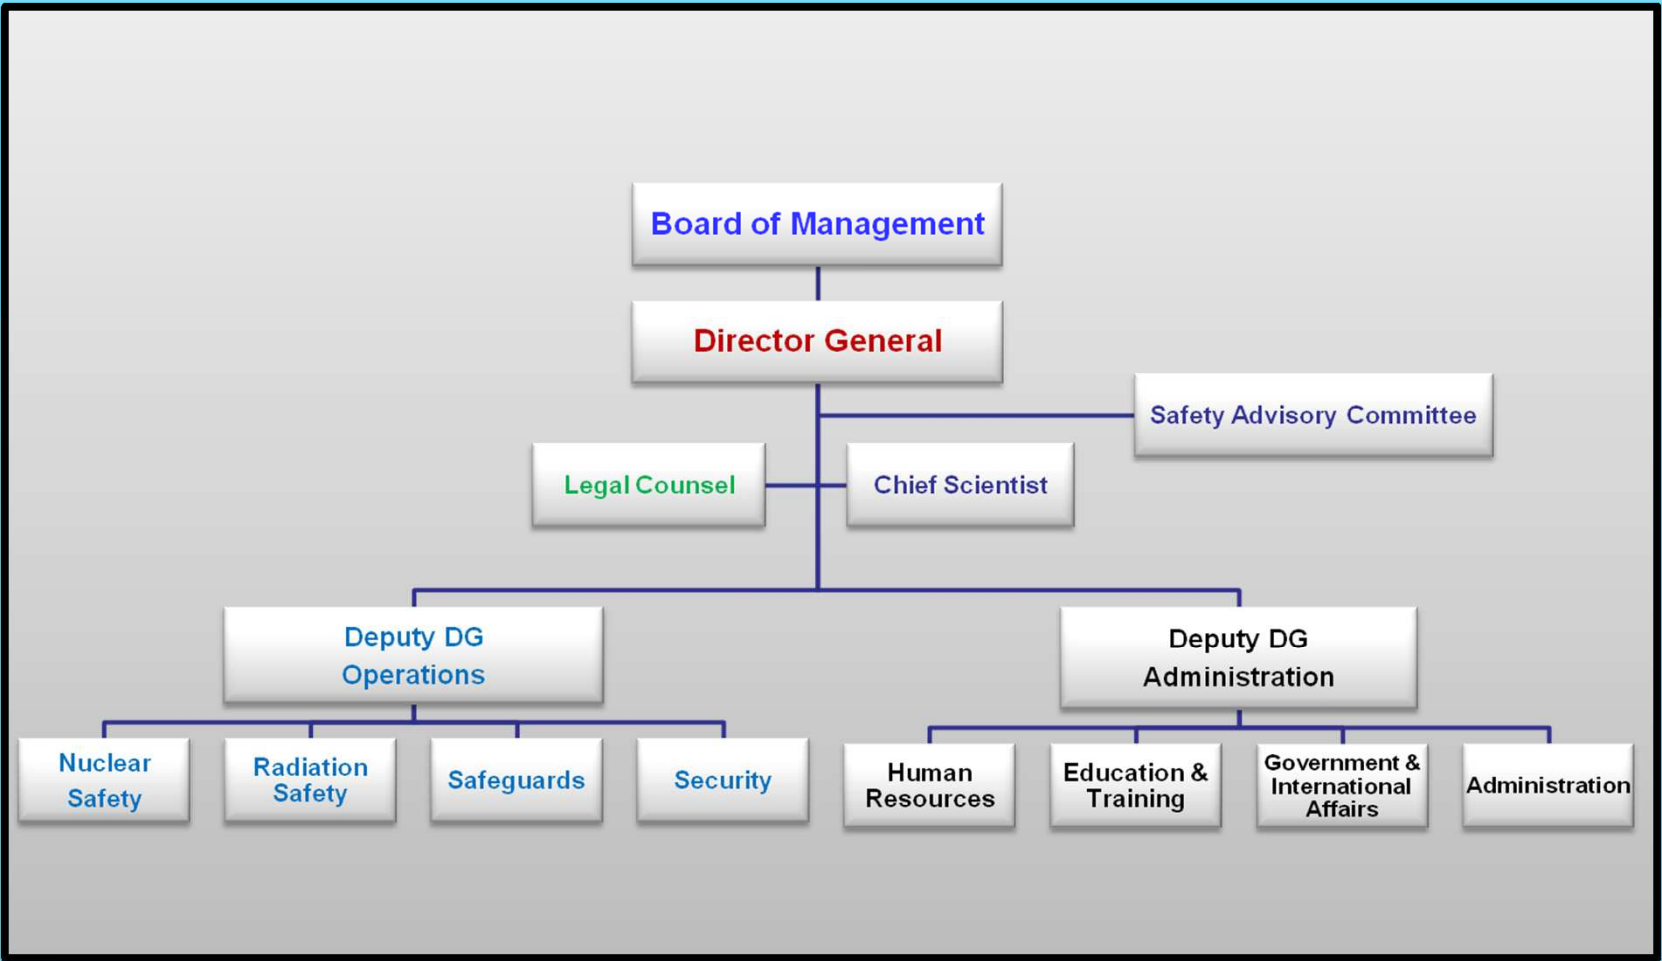 Board of Management
Director General
Safety Advisory Committee
Legal Counsel
Chief Scientist
Deputy DG
Operations
Deputy DG
Administration
Nuclear
Safety
Radiation
Safety
Safeguards
Security
Human
Resources
Education &
Training
Government &
International
Affairs
Administration